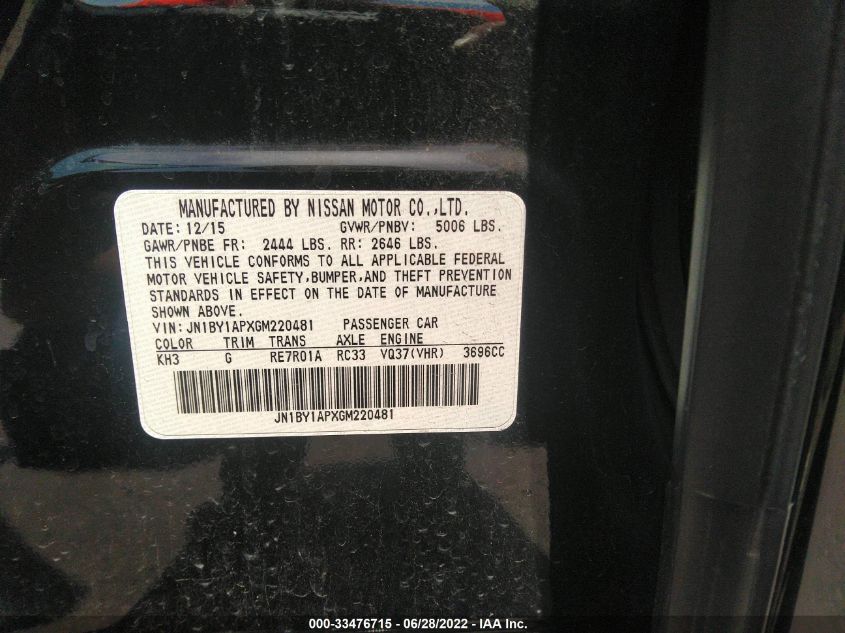 MANUFACTURED BY NISSAN MOTOR CO.,LTD.
DATE: 12/15 GVWR/PNBV: 5006 LBS.
GAWR/PNBE FR: 2444 LBS. RR: 2646 LBS.
THIS VEHICLE CONFORMS TO ALL APPLICABLE FEDERAL
MOTOR VEHICLE SAFETY,BUMPER,AND THEFT PREVENTION
STANDARDS IN EFFECT ON THE DATE OF MANUFACTURE
SHOWN ABOVE.
VIN: JN1BY1APXGM220481 PASSENGER CAR
COLOR TRIM TRANS AXLE ENGINE
KH3 G RE7R01A RC33 VQ37(VHR) 3696CC
JN1BY1APXGM220481
000-33476715 - 06/28/2022 - IAA Inc.